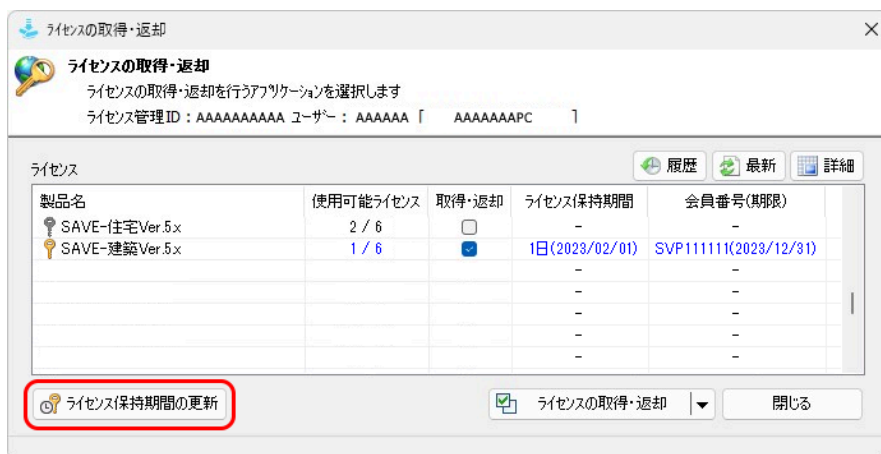 ライセンスの取得・返却
ライセンスの取得・返却
ライセンスの取得・返却を行うアプリケーションを選択します
ライセンス管理ID：AAAAAAAAAA ユーザー： AAAAAA [ AAAAAAAPC ]
ライセンス 履歴 最新 詳細
製品名 使用可能ライセンス 取得・返却 ライセンス保持期間 会員番号(期限)
SAVE-住宅Ver.5x 2 / 6 - -
SAVE-建築Ver.5x 1 / 6 1日(2023/02/01) SVP111111(2023/12/31)
- -
- -
- -
- -
- -
ライセンス保持期間の更新 ライセンスの取得・返却 閉じる